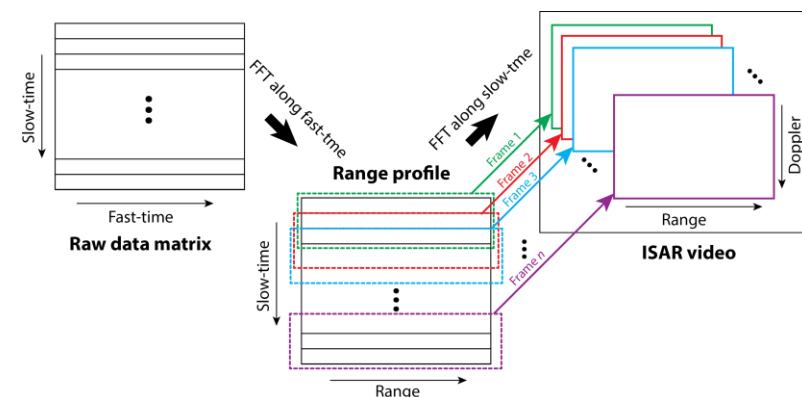 Slow-time
Fast-time
Raw data matrix
FFT along fast-tme
Range profile
Slow-time
Range
FFT along slow-tme
Frame 1
Frame 2
Frame 3
Frame n
Doppler
Range
ISAR video